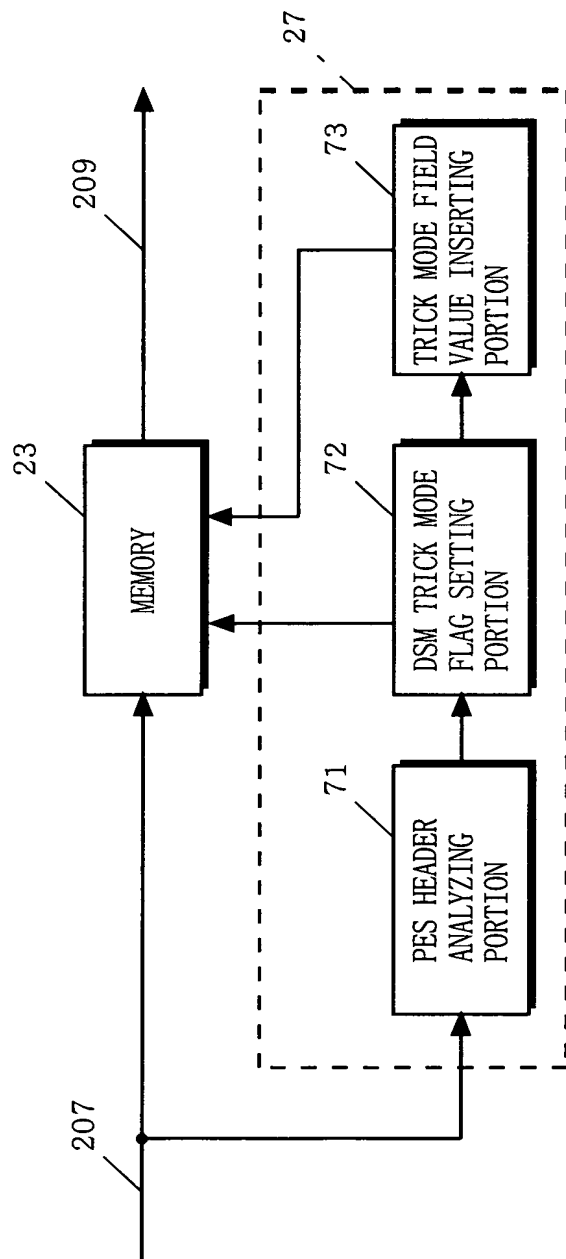 207
23
MEMORY
209
27
71
PES HEADER
ANALYZING
PORTION
72
DSM TRICK MODE
FLAG SETTING
PORTION
73
TRICK MODE FIELD
VALUE INSERTING
PORTION